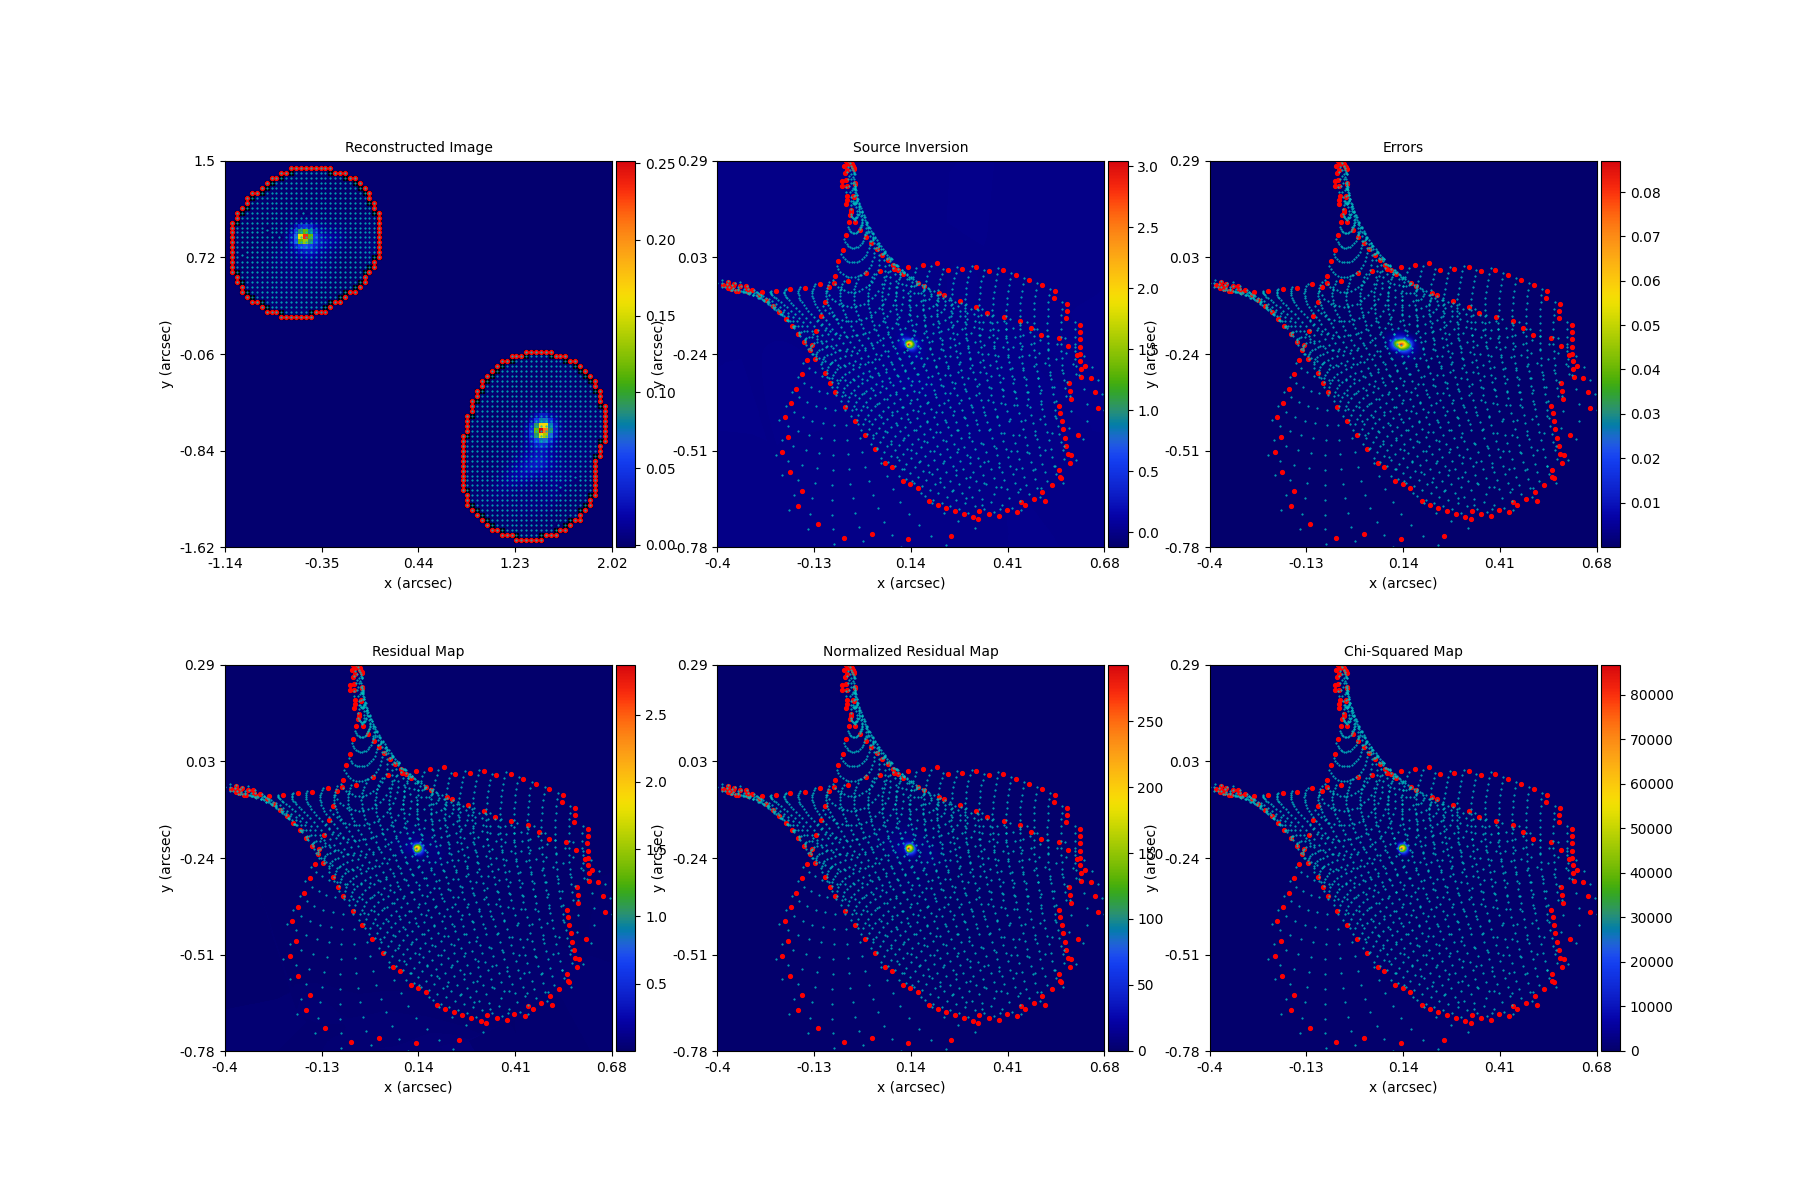 Reconstructed Image
1.5
0.72
-0.06
-0.84
-1.62
-1.14 -0.35 0.44 1.23 2.02
x (arcsec)
y (arcsec)
0.25
0.20
0.15
0.10
0.05
0.00
Source Inversion
0.29
0.03
-0.24
-0.51
-0.78
-0.4 -0.13 0.14 0.41 0.68
x (arcsec)
y (arcsec)
3.0
2.5
2.0
1.5
1.0
0.5
0.0
Errors
0.29
0.03
-0.24
-0.51
-0.78
-0.4 -0.13 0.14 0.41 0.68
x (arcsec)
y (arcsec)
0.08
0.07
0.06
0.05
0.04
0.03
0.02
0.01
Residual Map
0.29
0.03
-0.24
-0.51
-0.78
-0.4 -0.13 0.14 0.41 0.68
x (arcsec)
y (arcsec)
2.5
2.0
1.5
1.0
0.5
Normalized Residual Map
0.29
0.03
-0.24
-0.51
-0.78
-0.4 -0.13 0.14 0.41 0.68
x (arcsec)
y (arcsec)
250
200
150
100
50
0
Chi-Squared Map
0.29
0.03
-0.24
-0.51
-0.78
-0.4 -0.13 0.14 0.41 0.68
x (arcsec)
y (arcsec)
80000
70000
60000
50000
40000
30000
20000
10000
0